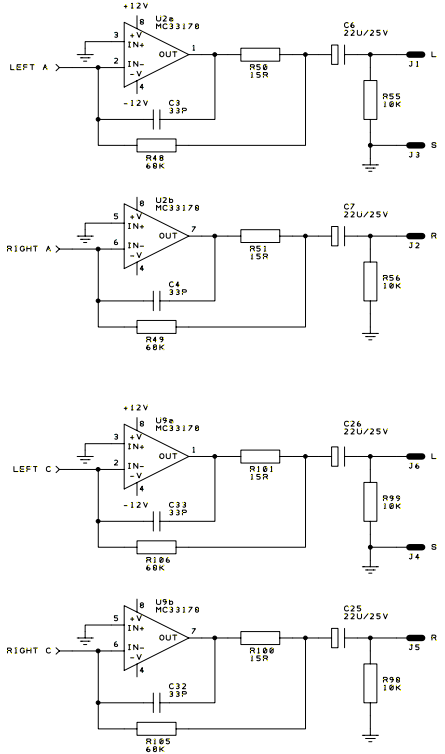 +12V
U2a
MC33178
C6
22U/25V
8
3
+V
IN+
OUT
1
R50
15R
J1
L
LEFT A
2
IN-
-V
4
-12V
C3
33P
R55
10K
R48
68K
J3
S
U2b
MC33178
C7
22U/25V
8
5
+V
IN+
OUT
7
R51
15R
J2
R
RIGHT A
6
IN-
-V
4
C4
33P
R56
10K
R49
68K
+12V
U9a
MC33178
C26
22U/25V
8
3
+V
IN+
OUT
1
R101
15R
J6
L
LEFT C
2
IN-
-V
4
-12V
C33
33P
R99
10K
R106
68K
J4
S
U9b
MC33178
C25
22U/25V
8
5
+V
IN+
OUT
7
R100
15R
J5
R
RIGHT C
6
IN-
-V
4
C32
33P
R98
10K
R105
68K